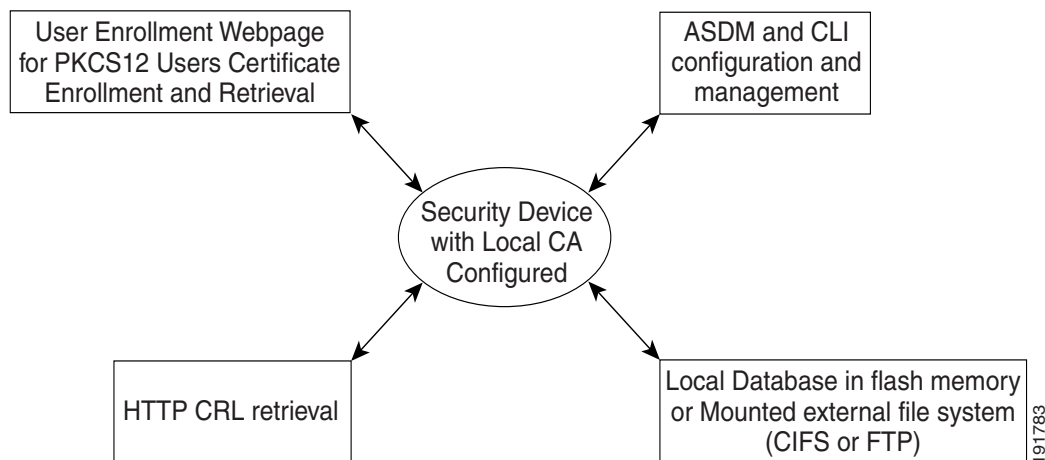 User Enrollment Webpage
for PKCS12 Users Certificate
Enrollment and Retrieval
ASDM and CLI
configuration and
management
Security Device
with Local CA
Configured
HTTP CRL retrieval
Local Database in flash memory
or Mounted external file system
(CIFS or FTP)
191783